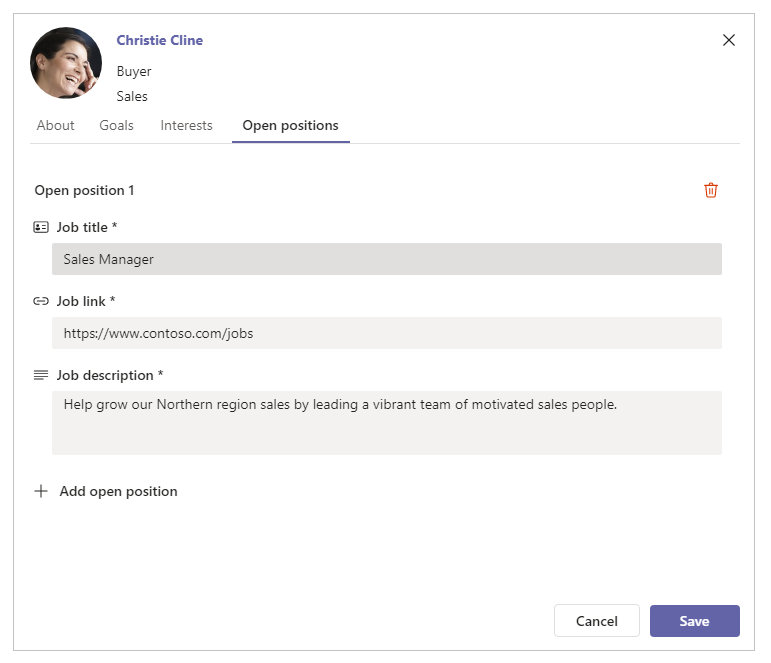 Christie Cline
Buyer
Sales
About Goals Interests Open positions
Open position 1
Job title *
Sales Manager
Job link *
https://www.contoso.com/jobs
Job description *
Help grow our Northern region sales by leading a vibrant team of motivated sales people.
Add open position
Cancel Save